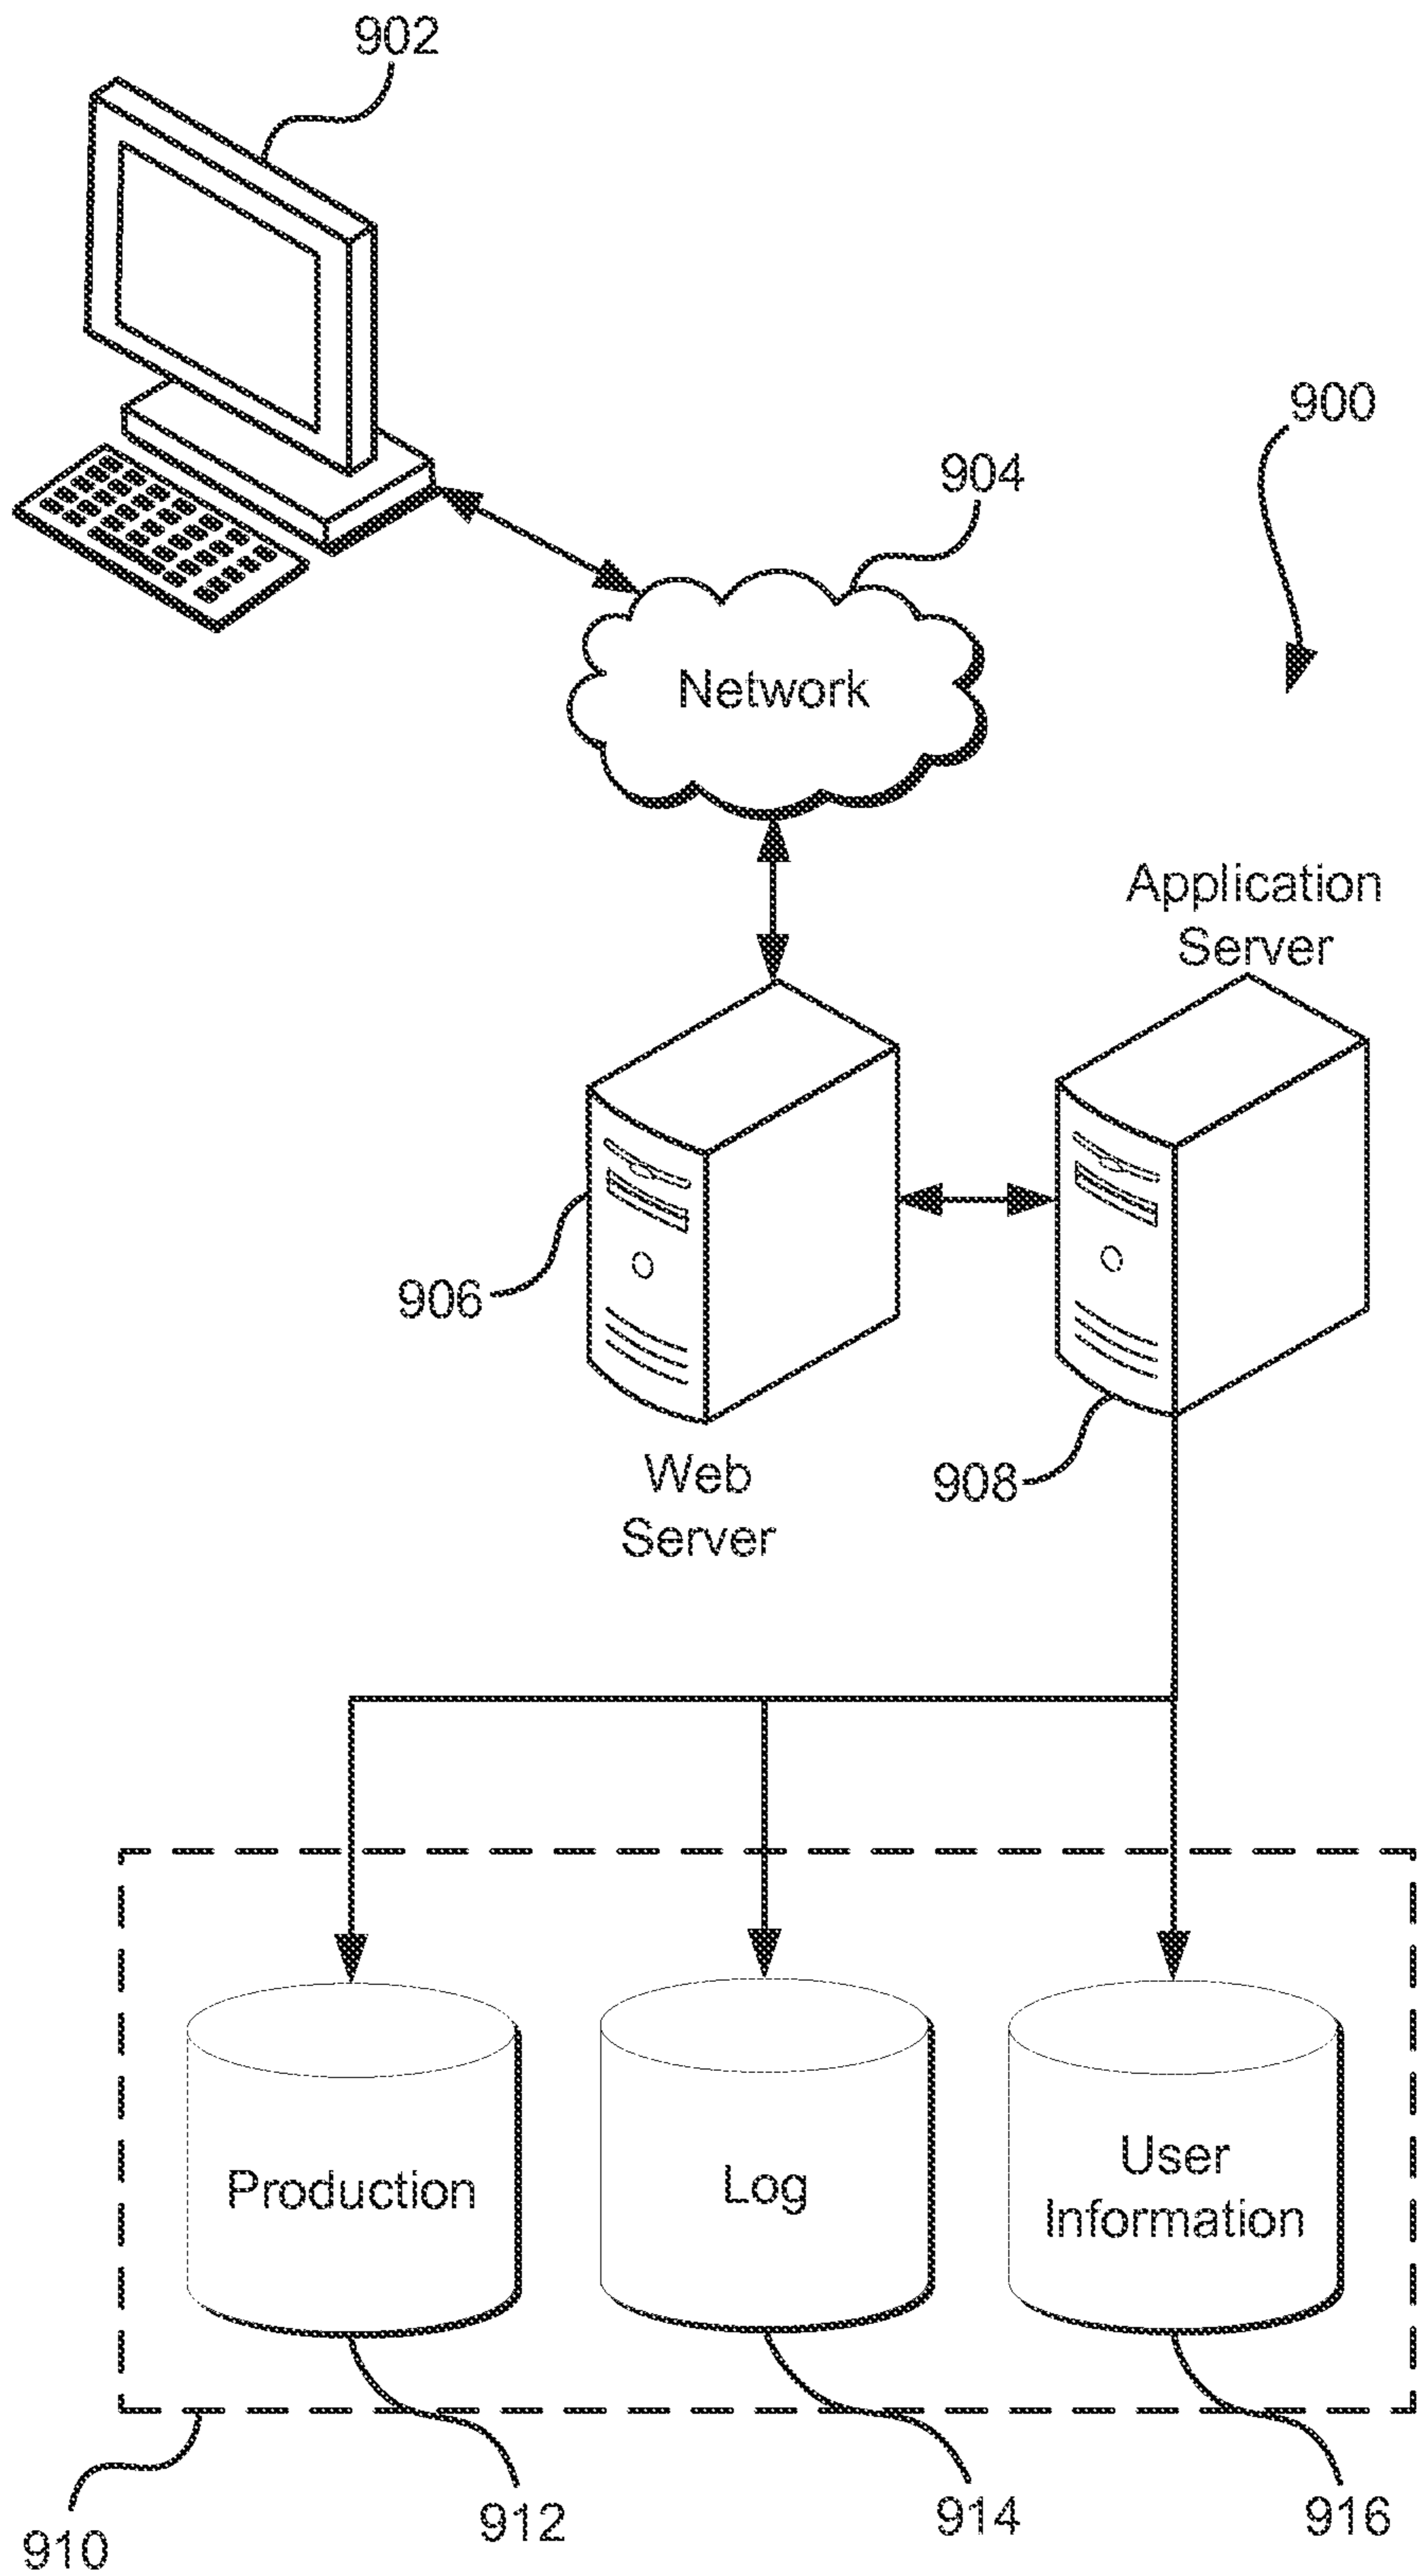 902
900
904
Network
Application
Server
906
908
Web
Server
Production
Log
User
Information
910
912
914
916